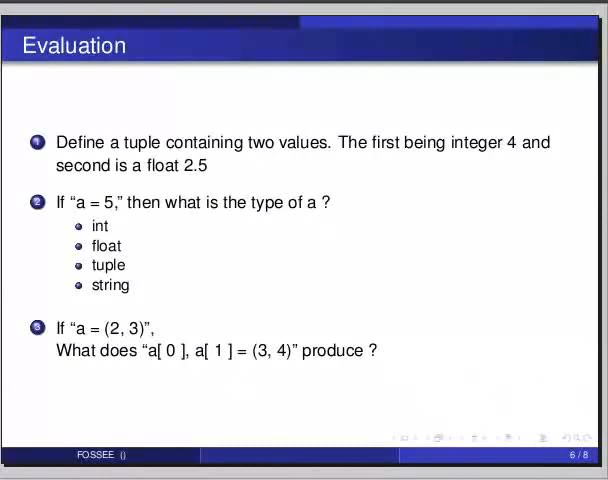 Evaluation
1 Define a tuple containing two values. The first being integer 4 and
second is a float 2.5
2 If “a = 5,” then what is the type of a ?
int
float
tuple
string
3 If “a = (2, 3)”,
What does “a[ 0 ], a[ 1 ] = (3, 4)” produce ?
FOSSEE ()
6 / 8